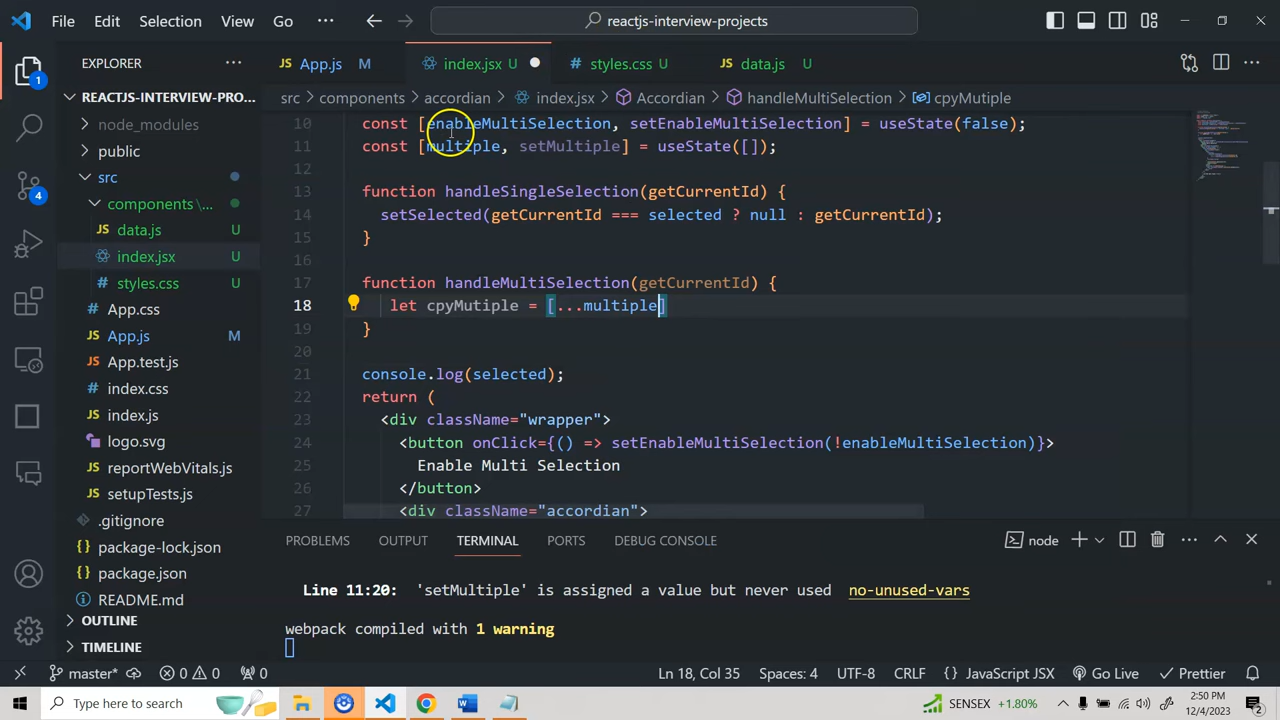 File Edit Selection View Go ··· reactjs-interview-projects
EXPLORER ··· App.js M index.jsx U styles.css U data.js U ···
REACTJS-INTERVIEW-PRO... src > components > accordian > index.jsx > Accordian > handleMultiSelection > cpyMutiple
1
node_modules
public
src
4
components \...
data.js U
index.jsx U
styles.css U
App.css
App.js M
App.test.js
index.css
index.js
logo.svg
reportWebVitals.js
setupTests.js
.gitignore
package-lock.json
package.json
README.md
OUTLINE
TIMELINE
10 const [enableMultiSelection, setEnableMultiSelection] = useState(false);
11 const [multiple, setMultiple] = useState([]);
12
13 function handleSingleSelection(getCurrentId) {
14 setSelected(getCurrentId === selected ? null : getCurrentId);
15 }
16
17 function handleMultiSelection(getCurrentId) {
18 let cpyMutiple = [...multiple]
19 }
20
21 console.log(selected);
22 return (
23 <div className="wrapper">
24 <button onClick={() => setEnableMultiSelection(!enableMultiSelection)}>
25 Enable Multi Selection
26 </button>
27 <div className="accordian">
PROBLEMS OUTPUT TERMINAL PORTS DEBUG CONSOLE node ···
Line 11:20: 'setMultiple' is assigned a value but never used no-unused-vars
webpack compiled with 1 warning
master* 0 0 0 Ln 18, Col 35 Spaces: 4 UTF-8 CRLF {} JavaScript JSX Go Live Prettier
Type here to search SENSEX +1.80% 2:50 PM
12/4/2023 2